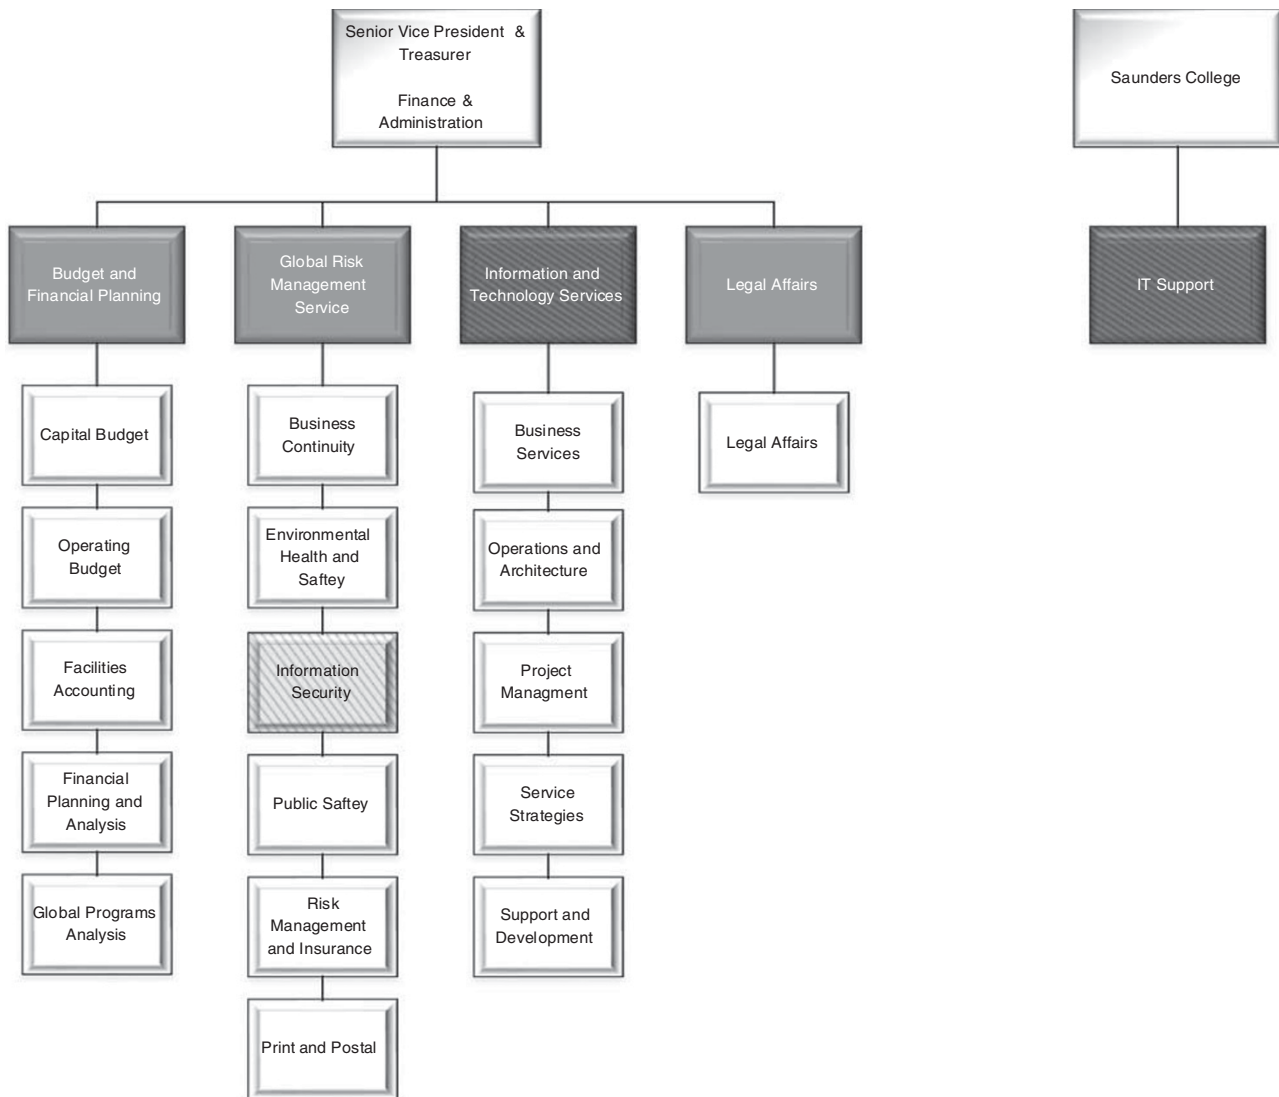 Senior Vice President &
Treasurer
Finance &
Administration
Saunders College
Budget and
Financial Planning
Global Risk
Management
Service
Information and
Technology Services
Legal Affairs
IT Support
Capital Budget
Operating
Budget
Facilities
Accounting
Financial
Planning and
Analysis
Global Programs
Analysis
Business
Continuity
Environmental
Health and
Saftey
Information
Security
Public Saftey
Risk
Management
and Insurance
Print and Postal
Business
Services
Operations and
Architecture
Project
Managment
Service
Strategies
Support and
Development
Legal Affairs